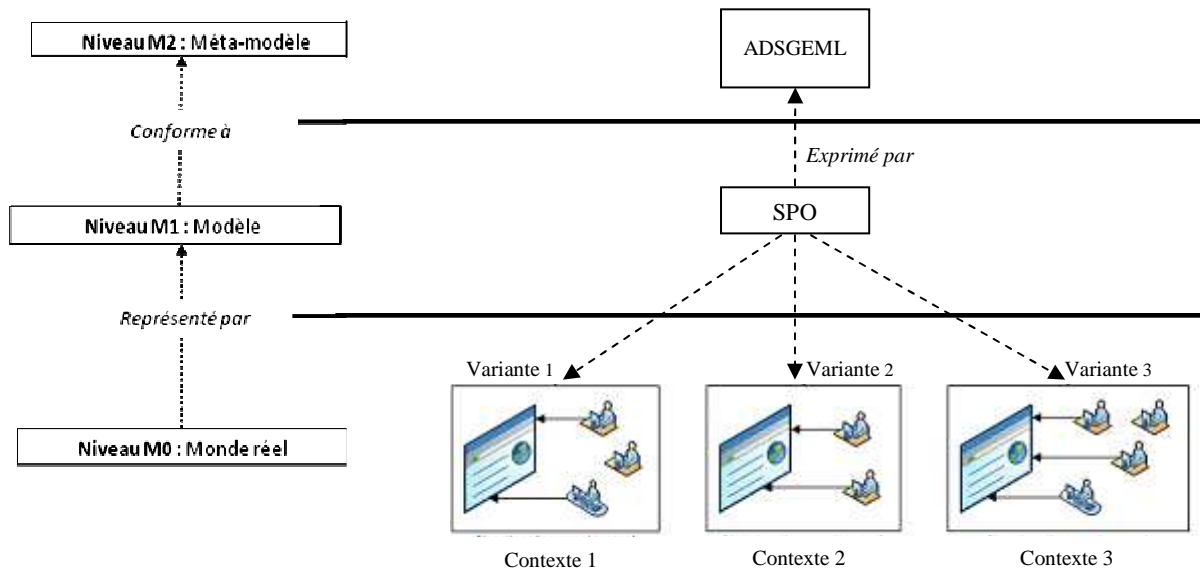 Niveau M2 : Méta-modèle
ADSGEML
Conforme à
Exprimé par
Niveau M1 : Modèle
SPO
Représenté par
Variante 1
Variante 2
Variante 3
Niveau M0 : Monde réel
Contexte 1
Contexte 2
Contexte 3